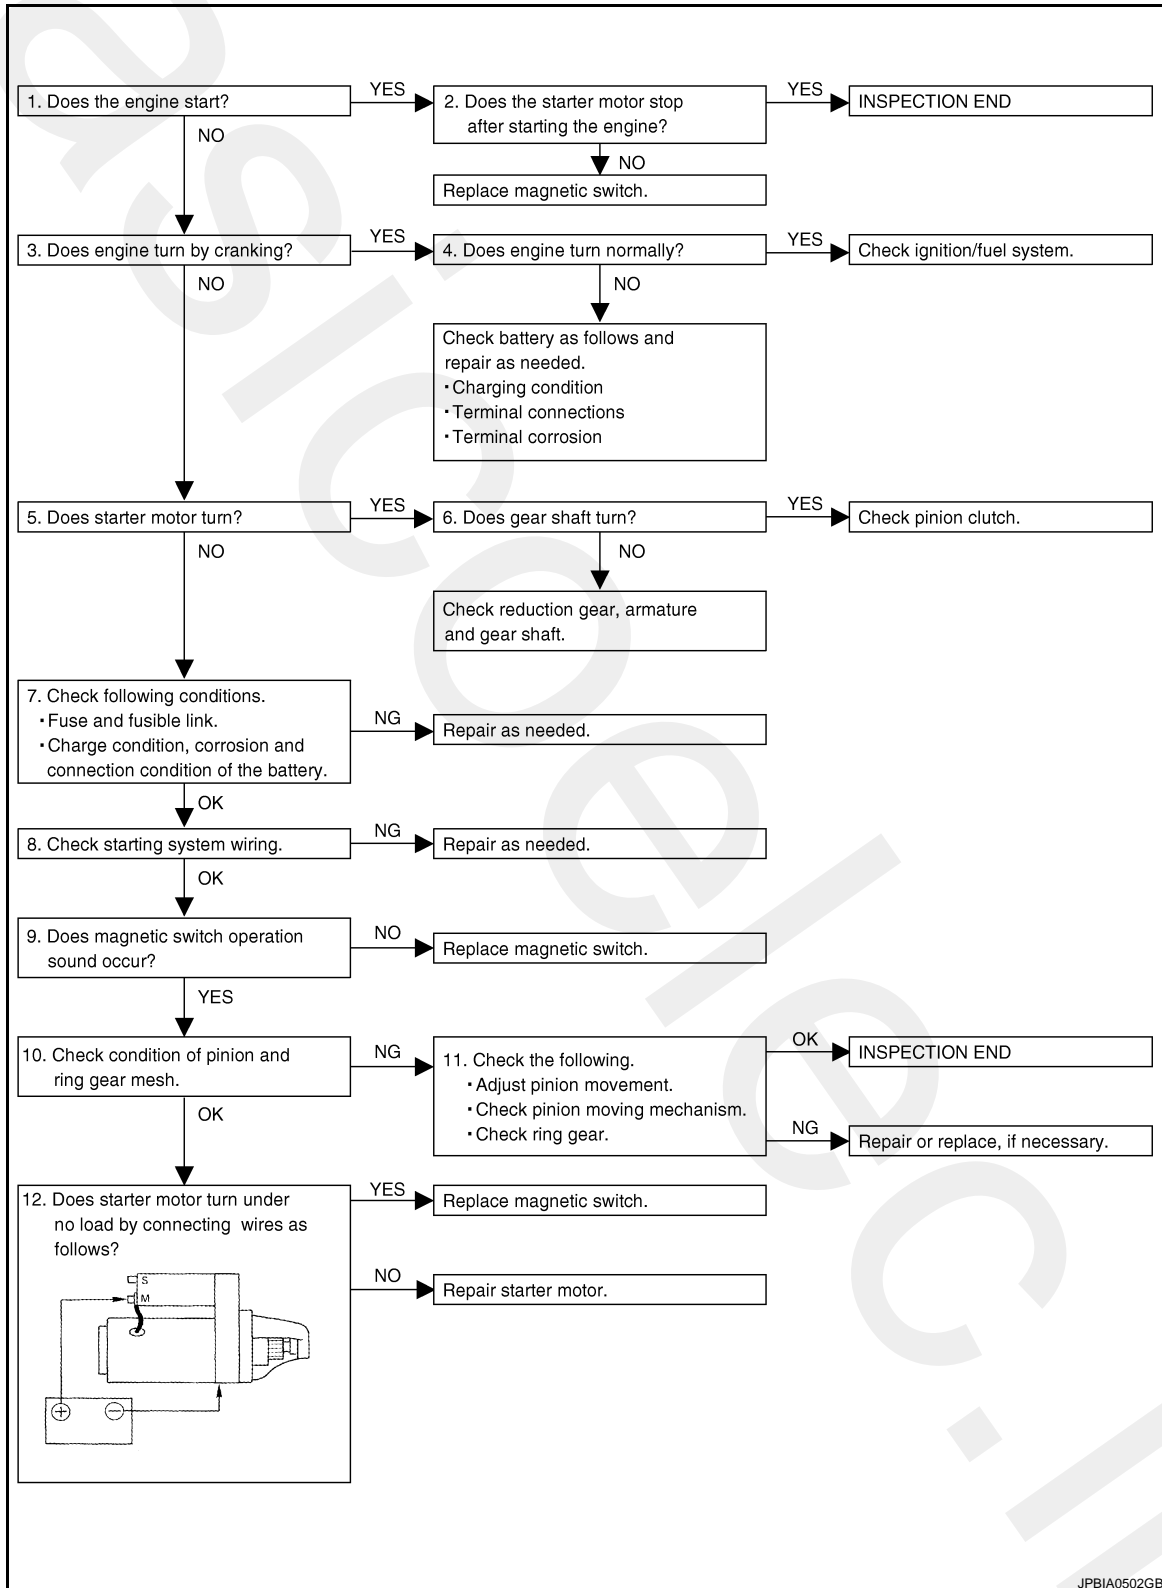 1. Does the engine start?
YES
2. Does the starter motor stop
after starting the engine?
YES
INSPECTION END
NO
NO
Replace magnetic switch.
3. Does engine turn by cranking?
YES
4. Does engine turn normally?
YES
Check ignition/fuel system.
NO
NO
Check battery as follows and
repair as needed.
· Charging condition
· Terminal connections
· Terminal corrosion
5. Does starter motor turn?
YES
6. Does gear shaft turn?
YES
Check pinion clutch.
NO
NO
Check reduction gear, armature
and gear shaft.
7. Check following conditions.
· Fuse and fusible link.
· Charge condition, corrosion and
connection condition of the battery.
NG
Repair as needed.
OK
8. Check starting system wiring.
NG
Repair as needed.
OK
9. Does magnetic switch operation
sound occur?
NO
Replace magnetic switch.
YES
10. Check condition of pinion and
ring gear mesh.
NG
11. Check the following.
· Adjust pinion movement.
· Check pinion moving mechanism.
· Check ring gear.
OK
INSPECTION END
NG
Repair or replace, if necessary.
OK
12. Does starter motor turn under
no load by connecting wires as
follows?
YES
Replace magnetic switch.
NO
Repair starter motor.
S
M
+
−
JPBIA0502GB